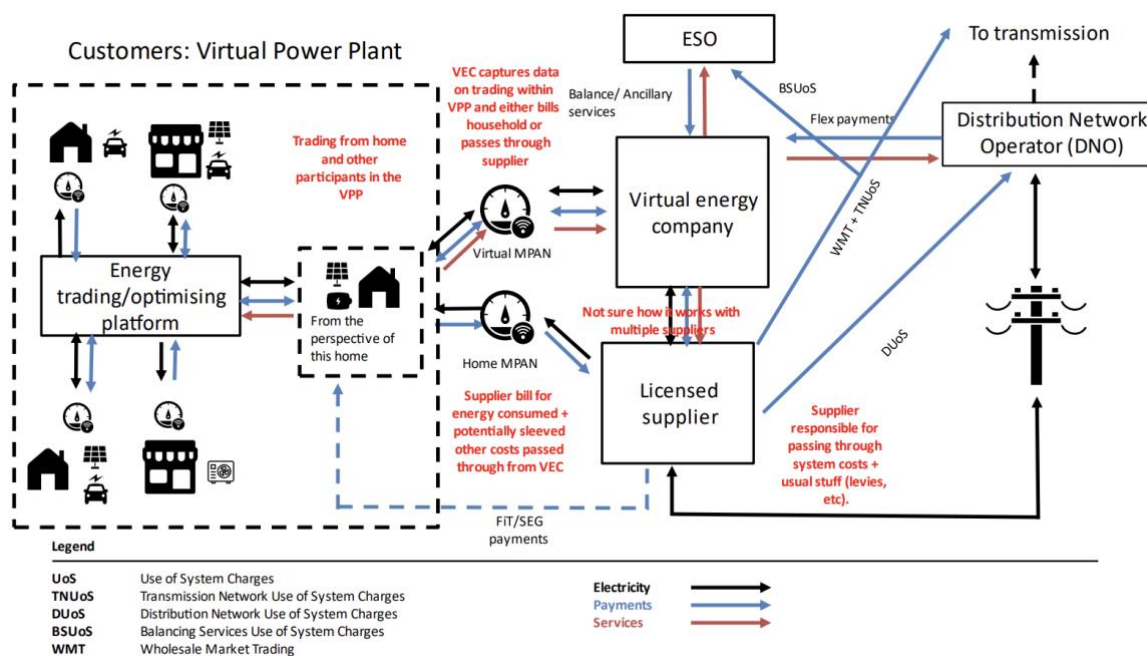 Customers: Virtual Power Plant
ESO
To transmission
VEC captures data
on trading within
VPP and either bills
household or
passes through
supplier
Balance/ Ancillary
services
BSUoS
Flex payments
Distribution Network
Operator (DNO)
Trading from home
and other
participants in the
VPP
Virtual energy
company
Virtual MPAN
WMT + TNUoS
Energy
trading/optimising
platform
From the
perspective of
this home
Not sure how it works with
multiple suppliers
Home MPAN
DUoS
Licensed
supplier
Supplier bill for
energy consumed +
potentially sleeved
other costs passed
through from VEC
Supplier
responsible for
passing through
system costs +
usual stuff (levies,
etc).
FiT/SEG
payments
Legend
UoS Use of System Charges
TNUoS Transmission Network Use of System Charges
DUoS Distribution Network Use of System Charges
BSUoS Balancing Services Use of System Charges
WMT Wholesale Market Trading
Electricity
Payments
Services